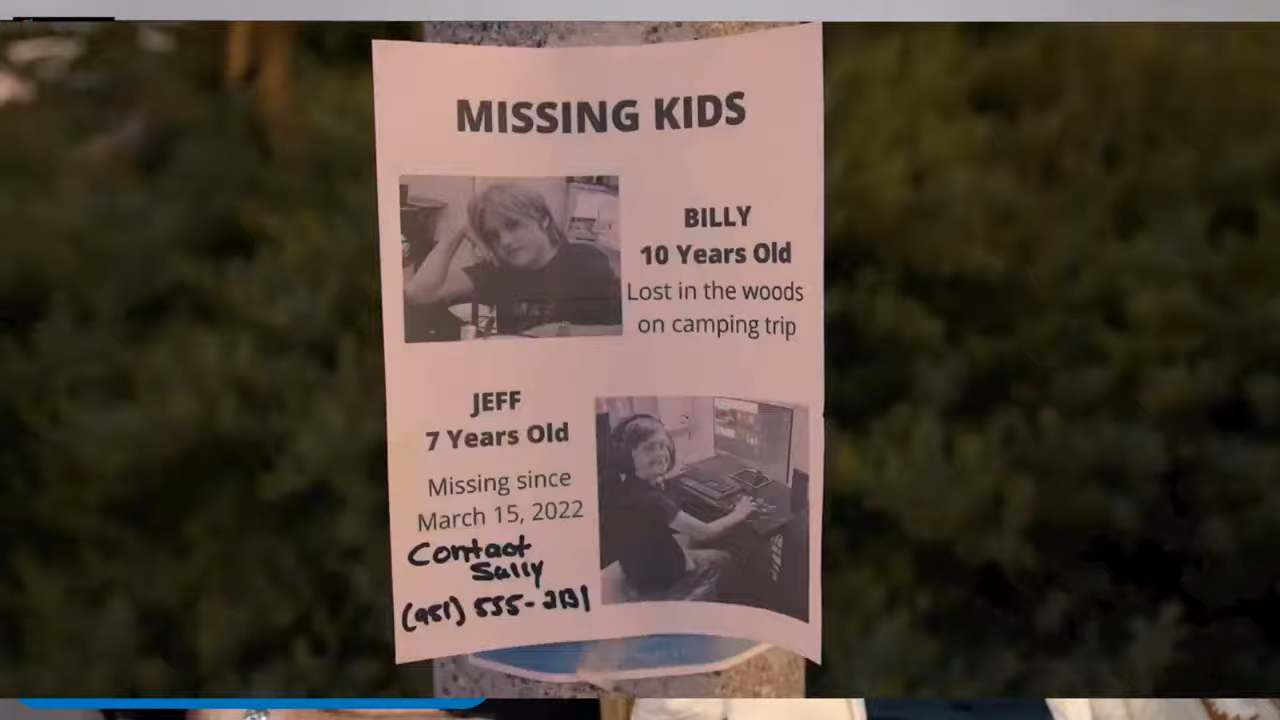 MISSING KIDS
BILLY
10 Years Old
Lost in the woods
on camping trip
JEFF
7 Years Old
Missing since
March 15, 2022
Contact
Sally
(951) 555-2131